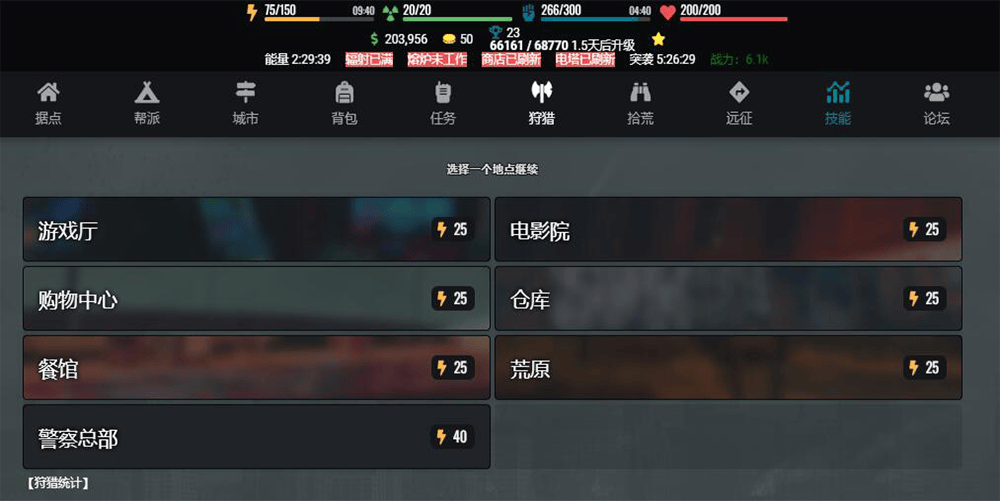 75/150 09:40 20/20 266/300 04:40 200/200
$ 203,956 50 23
66161 / 68770 1.5天后升级
能量 2:29:39 辐射已满 熔炉未工作 商店已刷新 电塔已刷新 突袭 5:26:29 战力: 6.1k
据点 帮派 城市 背包 任务 狩猎 拾荒 远征 技能 论坛
选择一个地点继续
游戏厅 25 电影院 25
购物中心 25 仓库 25
餐馆 25 荒原 25
警察总部 40
【狩猎统计】